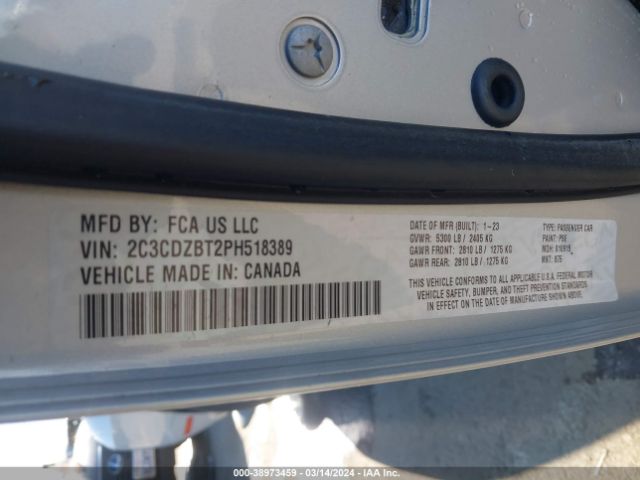 MFD BY: FCA US LLC
VIN: 2C3CDZBT2PH518389
VEHICLE MADE IN: CANADA
DATE OF MFR (BUILT): 1-23
GVWR: 5300 LB / 2405 KG
GAWR FRONT: 2810 LB / 1275 KG
GAWR REAR: 2810 LB / 1275 KG
TYPE: PASSENGER CAR
PAINT:
MDH:
MKT:
THIS VEHICLE CONFORMS TO ALL APPLICABLE U.S.A. FEDERAL MOTOR
VEHICLE SAFETY, BUMPER, AND THEFT PREVENTION STANDARDS
IN EFFECT ON THE DATE OF MANUFACTURE SHOWN ABOVE.
000-38973459 - 03/14/2024 - IAA Inc.